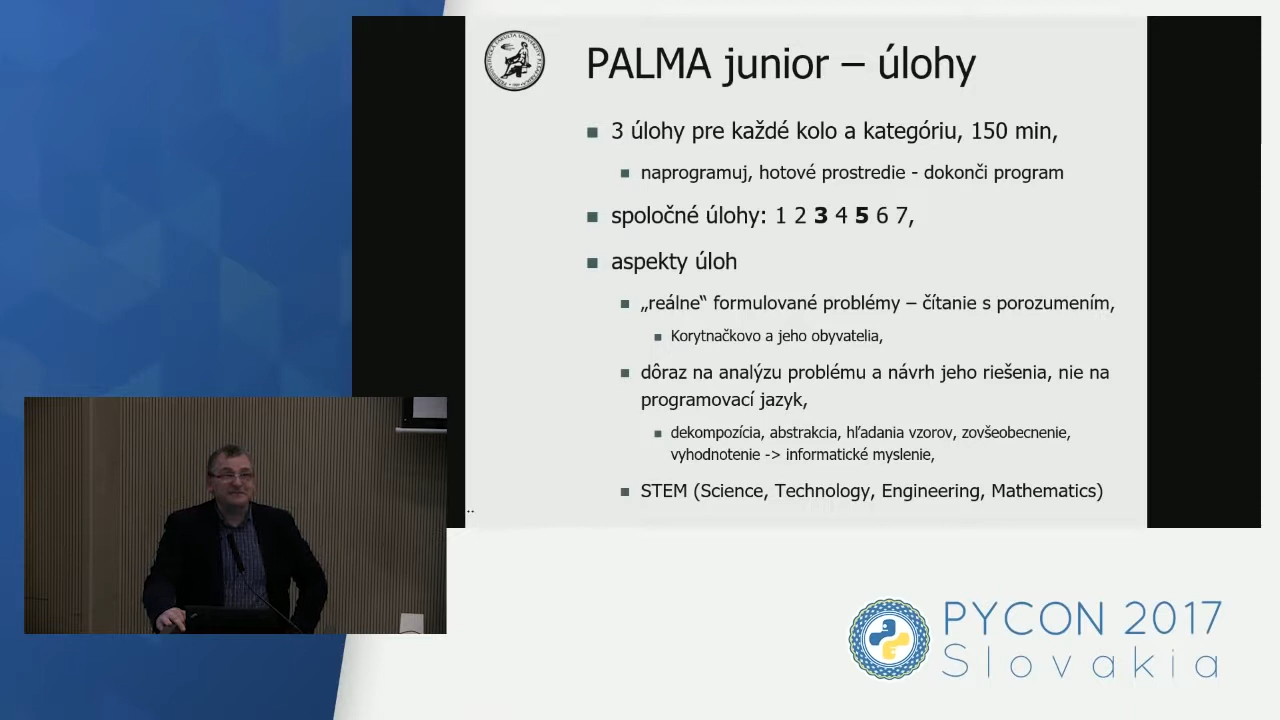 PALMA junior – úlohy
3 úlohy pre každé kolo a kategóriu, 150 min,
naprogramuj, hotové prostredie - dokonči program
spoločné úlohy: 1 2 3 4 5 6 7,
aspekty úloh
„reálne“ formulované problémy – čítanie s porozumením,
Korytnačkovo a jeho obyvatelia,
dôraz na analýzu problému a návrh jeho riešenia, nie na
programovací jazyk,
dekompozícia, abstrakcia, hľadania vzorov, zovšeobecnenie,
vyhodnotenie -> informatické myslenie,
STEM (Science, Technology, Engineering, Mathematics)
PYCON 2017
Slovakia